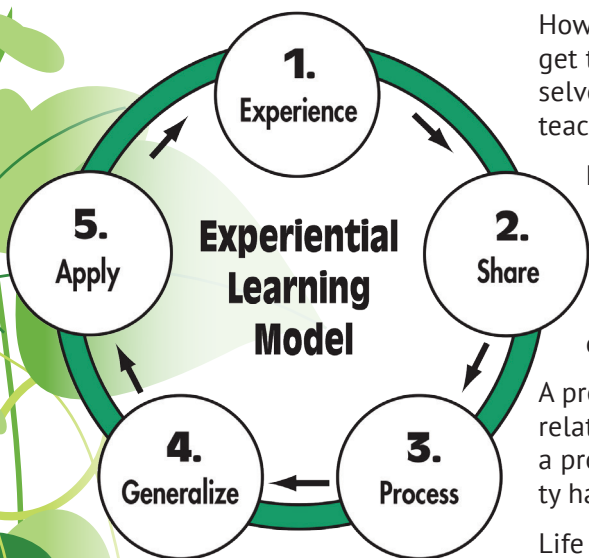 1.
Experience
2.
Share
3.
Process
4.
Generalize
5.
Apply
Experiential
Learning
Model
How
get t
selve
teac
A pr
relat
a pro
ty ha
Life